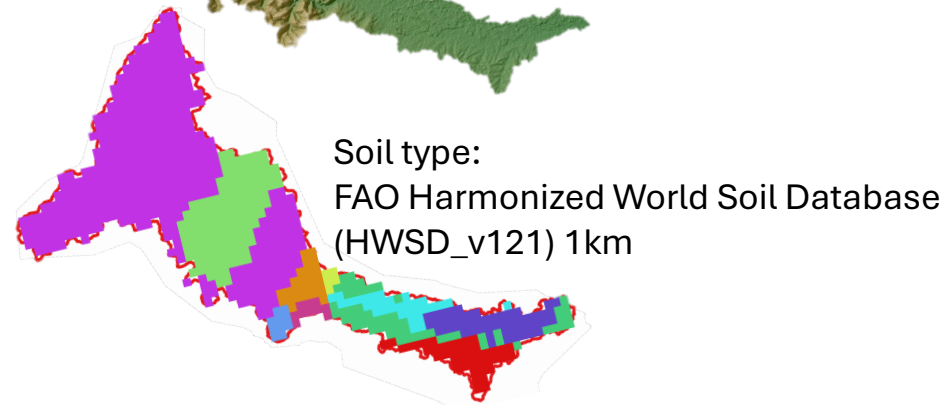 Soil type:
FAO Harmonized World Soil Database
(HWSD_v121) 1km